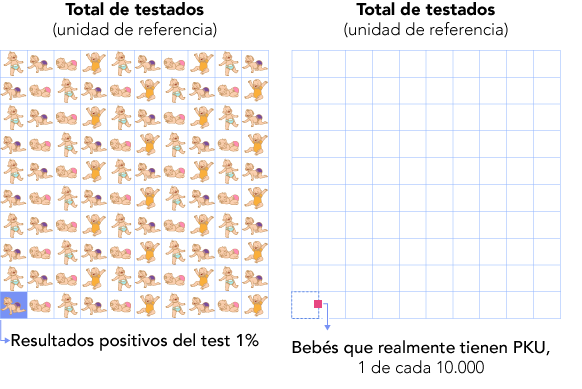 Total de testados
(unidad de referencia)
Total de testados
(unidad de referencia)
Resultados positivos del test 1%
Bebés que realmente tienen PKU,
1 de cada 10.000